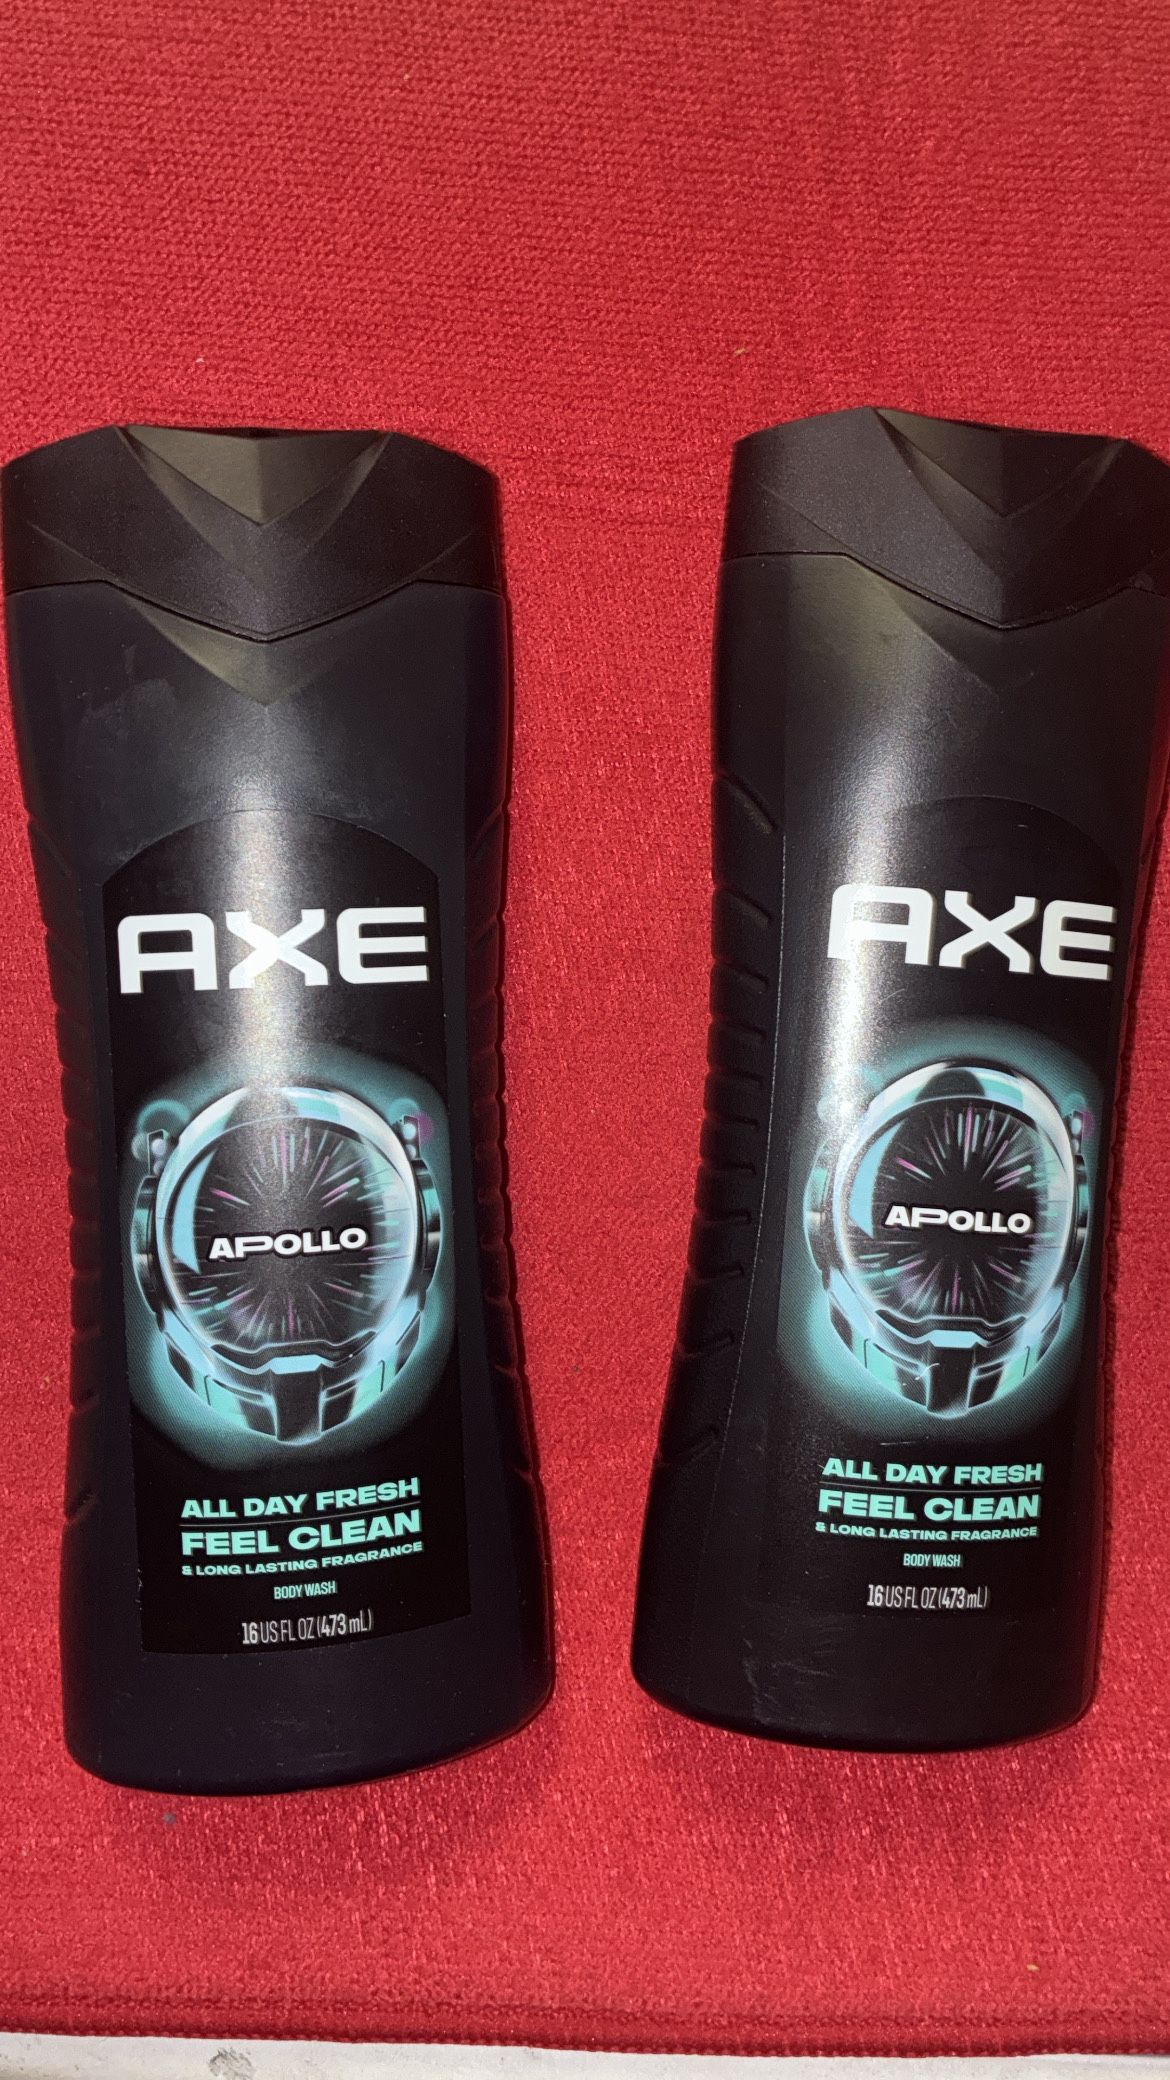 AXE
APOLLO
ALL DAY FRESH
FEEL CLEAN
& LONG LASTING FRAGRANCE
BODY WASH
16 US FL OZ (473 mL)
AXE
APOLLO
ALL DAY FRESH
FEEL CLEAN
& LONG LASTING FRAGRANCE
BODY WASH
16 US FL OZ (473 mL)